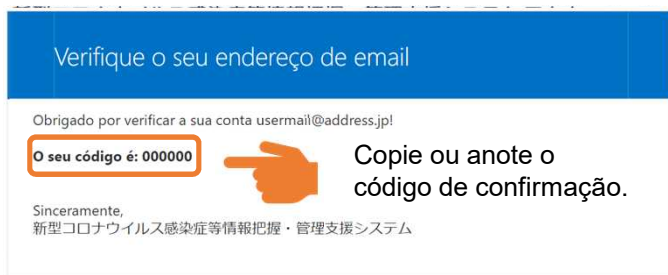 Verifique o seu endereço de email
Obrigado por verificar a sua conta usermail@address.jp!
O seu código é: 000000
Copie ou anote o
código de confirmação.
Sinceramente,
新型コロナウイルス感染症等情報把握・管理支援システム